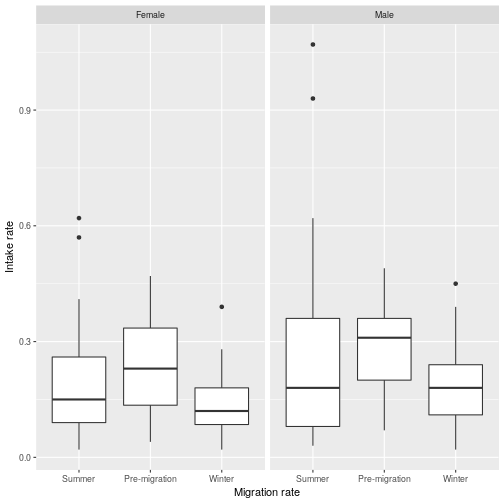 Female Male
0.9
0.6
0.3
0.0
Intake rate
Summer Pre-migration Winter Summer Pre-migration Winter
Migration rate